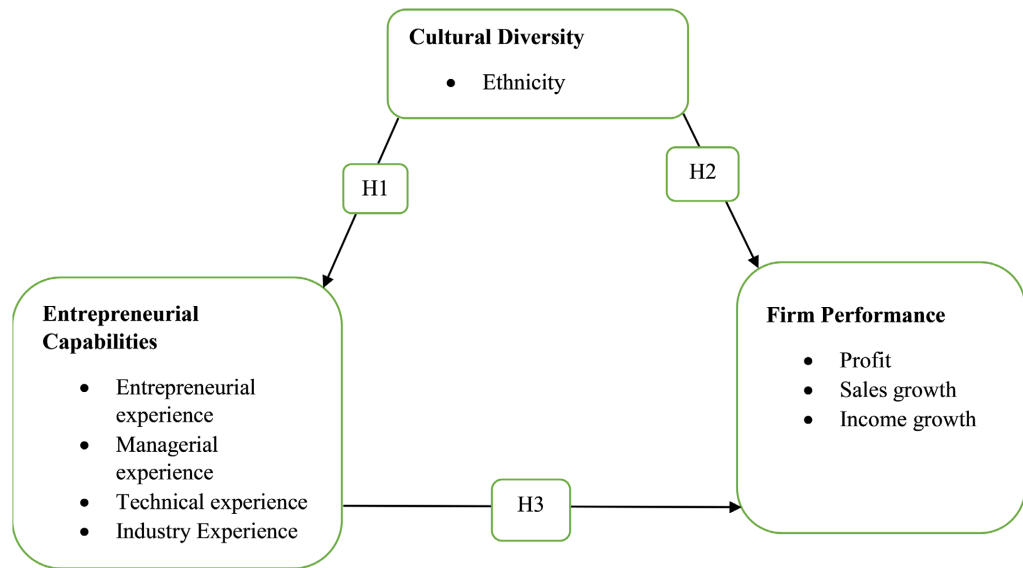 Cultural Diversity
• Ethnicity
H1
H2
Entrepreneurial
Capabilities
• Entrepreneurial
experience
• Managerial
experience
• Technical experience
• Industry Experience
H3
Firm Performance
• Profit
• Sales growth
• Income growth